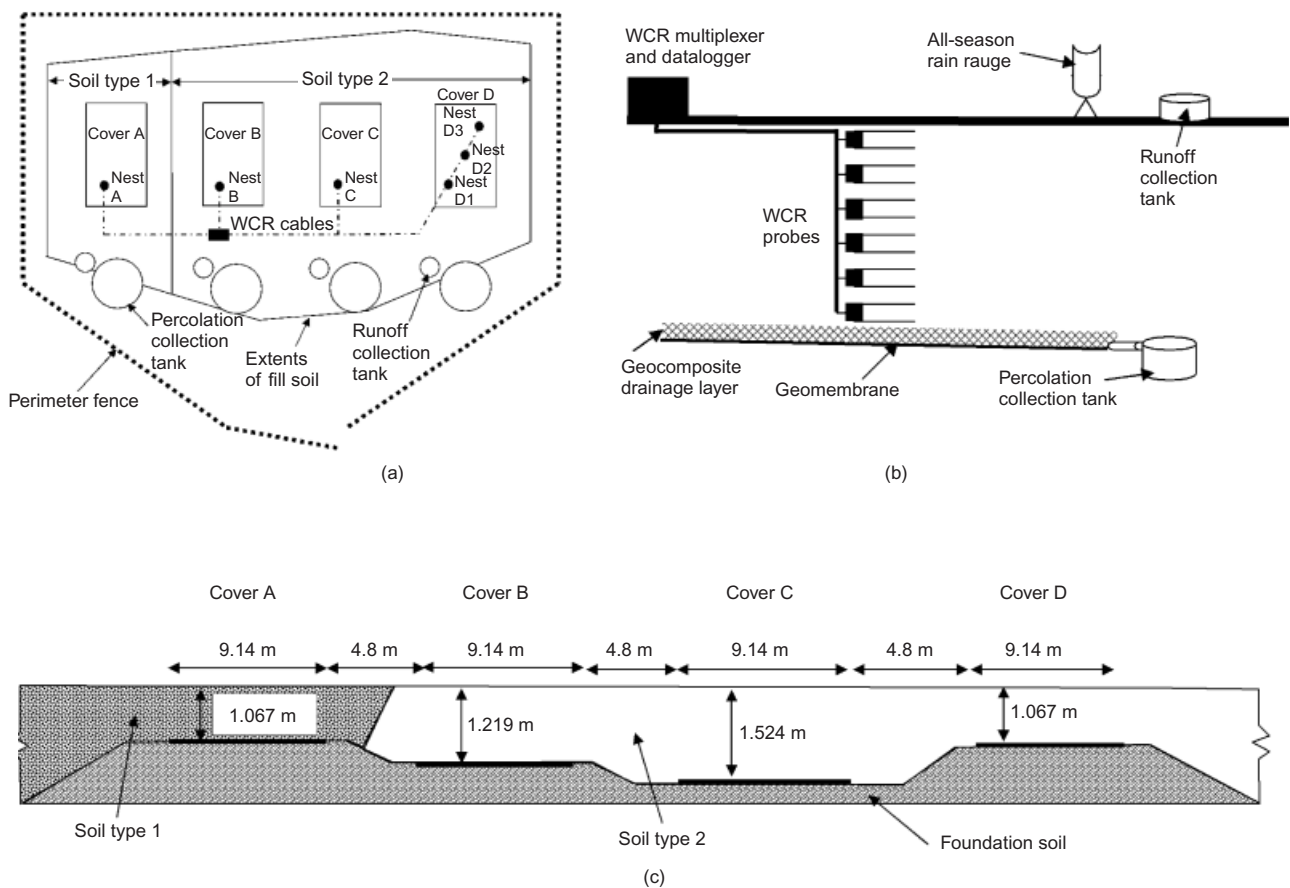 Soil type 1
Soil type 2
Cover A
Cover B
Cover C
Cover D
Nest
D3
Nest
D2
Nest
D1
Nest
A
Nest
B
Nest
C
WCR cables
Percolation
collection
tank
Extents
of fill soil
Runoff
collection
tank
Perimeter fence
(a)
WCR multiplexer
and datalogger
All-season
rain rauge
Runoff
collection
tank
WCR
probes
Geocomposite
drainage layer
Geomembrane
Percolation
collection tank
(b)
Cover A
Cover B
Cover C
Cover D
9.14 m
4.8 m
9.14 m
4.8 m
9.14 m
4.8 m
9.14 m
1.067 m
1.219 m
1.524 m
1.067 m
Soil type 1
Soil type 2
Foundation soil
(c)